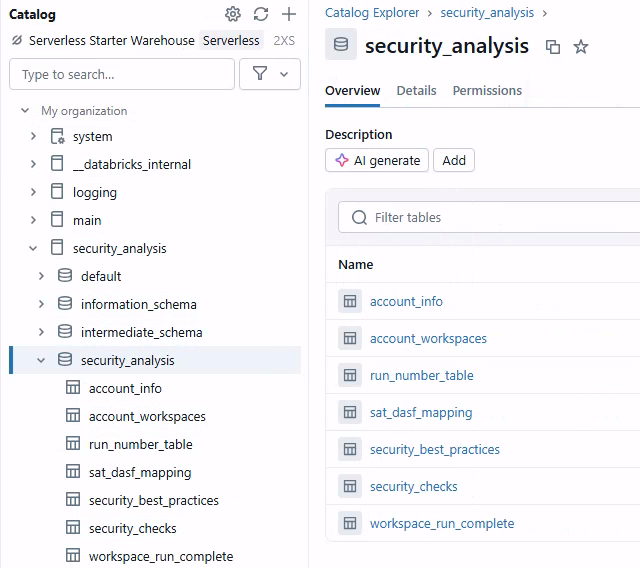 Catalog
Serverless Starter Warehouse Serverless 2XS
Type to search...
My organization
system
__databricks_internal
logging
main
security_analysis
default
information_schema
intermediate_schema
security_analysis
account_info
account_workspaces
run_number_table
sat_dasf_mapping
security_best_practices
security_checks
workspace_run_complete
Catalog Explorer > security_analysis >
security_analysis
Overview Details Permissions
Description
AI generate Add
Filter tables
Name
account_info
account_workspaces
run_number_table
sat_dasf_mapping
security_best_practices
security_checks
workspace_run_complete